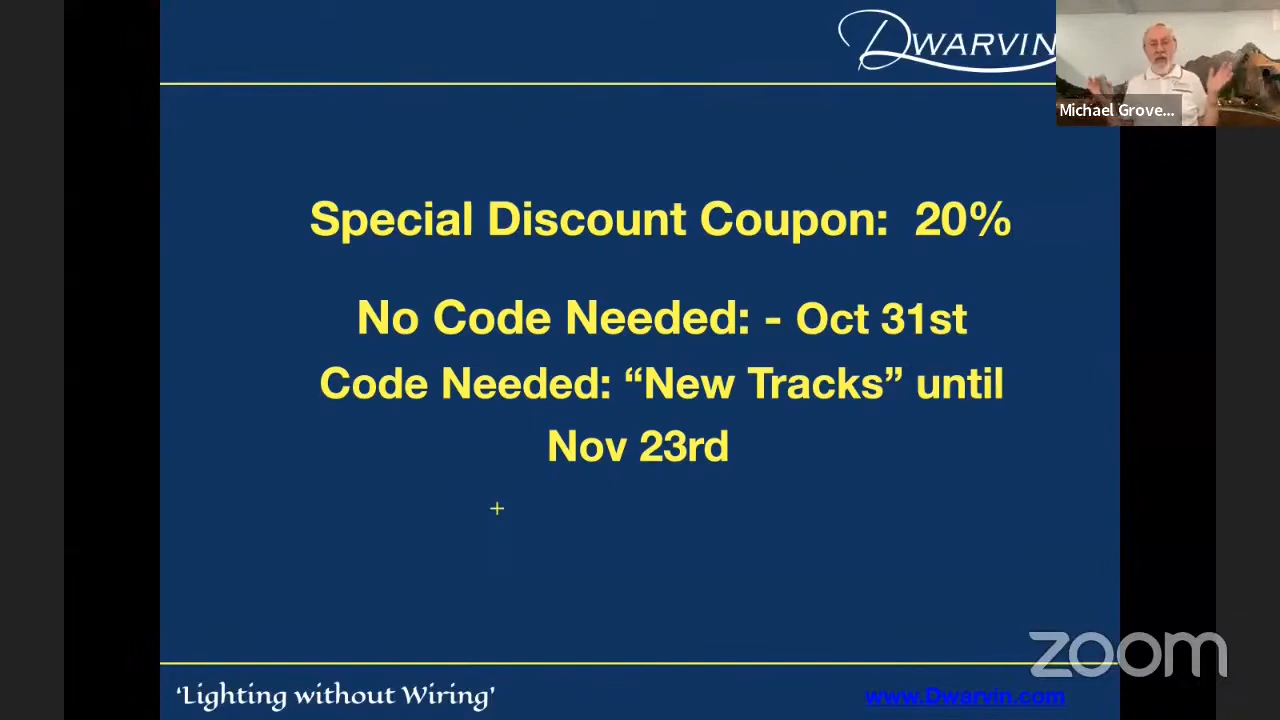 DWARVIN
Michael Grove...
Special Discount Coupon: 20%
No Code Needed: - Oct 31st
Code Needed: “New Tracks” until
Nov 23rd
zoom
‘Lighting without Wiring’
www.Dwarvin.com